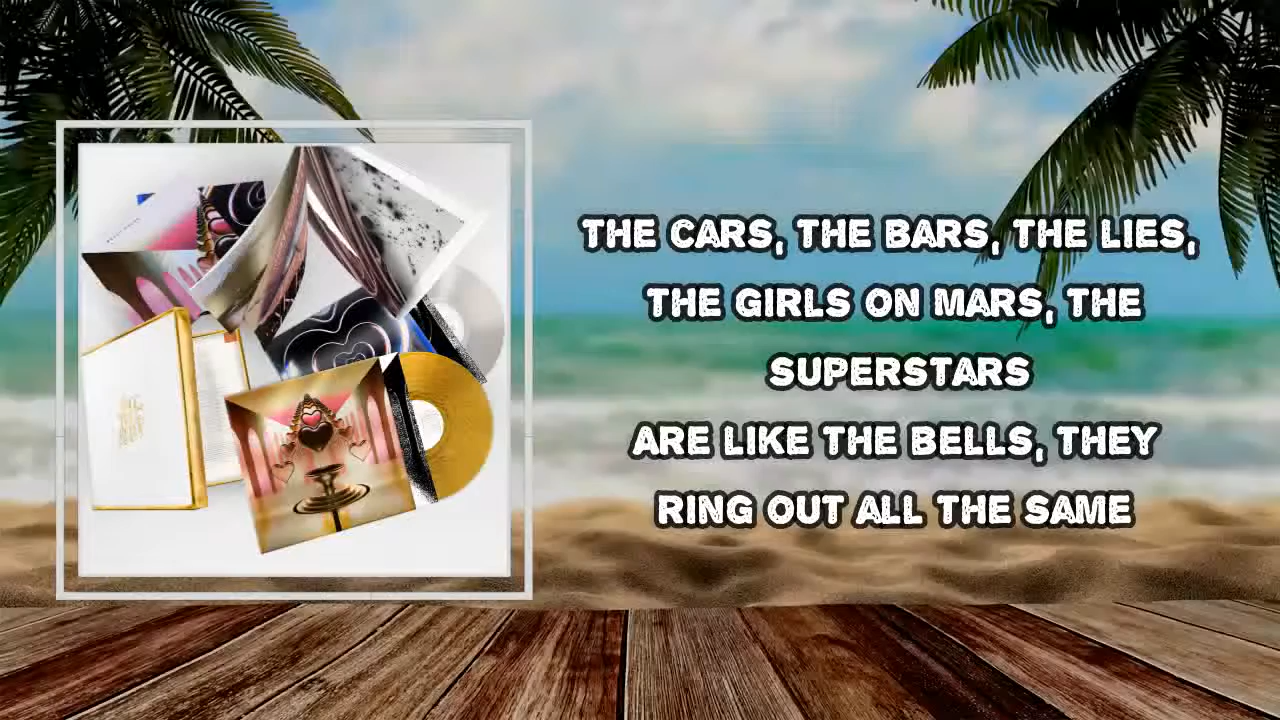 THE CARS, THE BARS, THE LIES,
THE GIRLS ON MARS, THE
SUPERSTARS
ARE LIKE THE BELLS, THEY
RING OUT ALL THE SAME